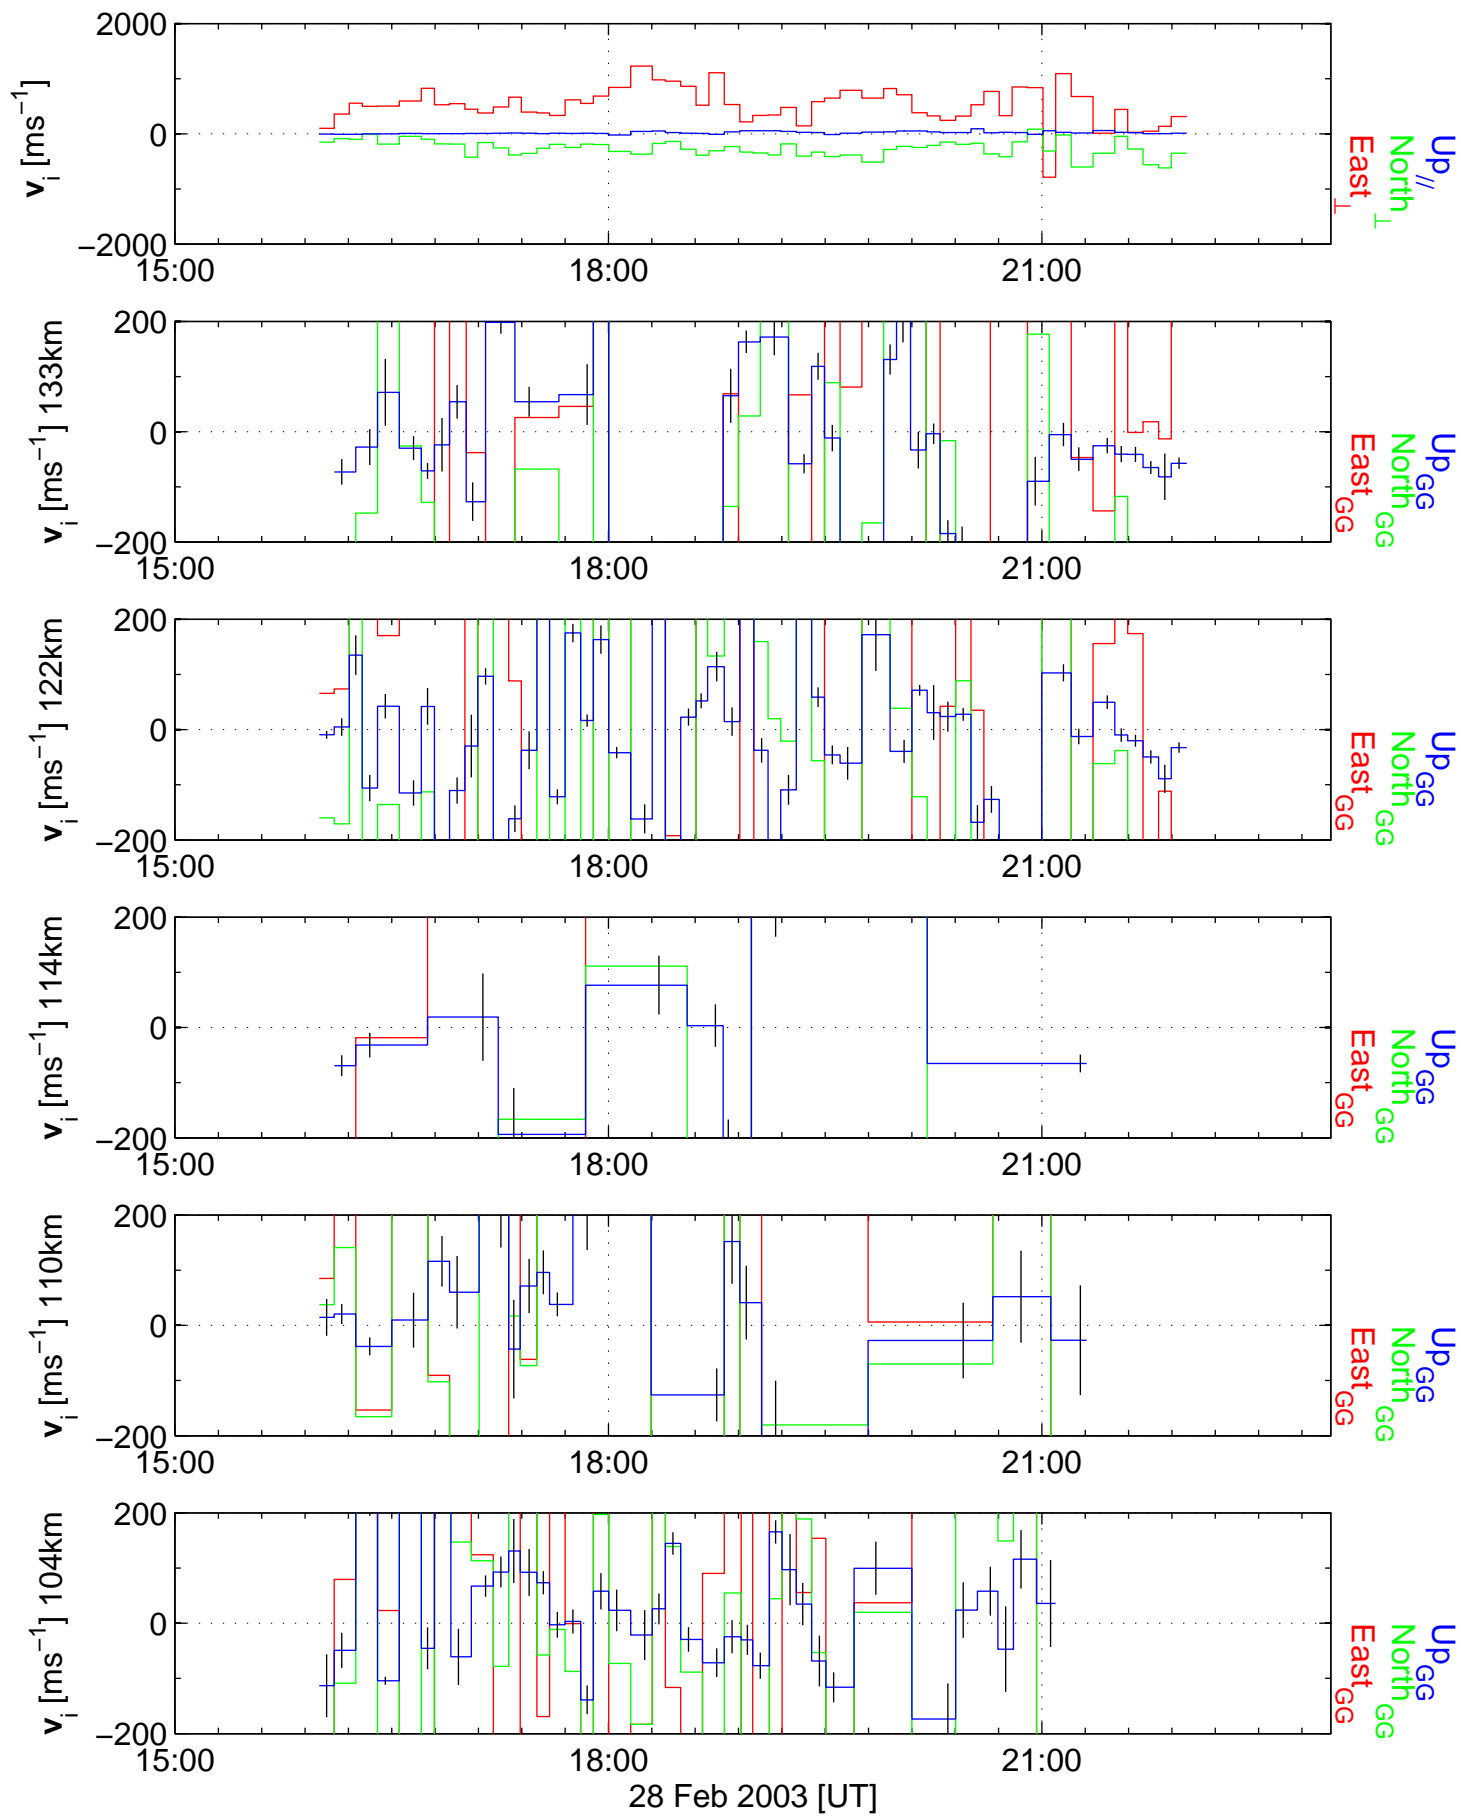 2000
0
−2000
v_i [ms⁻¹]
15:00 18:00 21:00
Up_//
North_⊥
East_⊥
200
0
−200
v_i [ms⁻¹] 133km
15:00 18:00 21:00
Up_GG
North_GG
East_GG
200
0
−200
v_i [ms⁻¹] 122km
15:00 18:00 21:00
Up_GG
North_GG
East_GG
200
0
−200
v_i [ms⁻¹] 114km
15:00 18:00 21:00
Up_GG
North_GG
East_GG
200
0
−200
v_i [ms⁻¹] 110km
15:00 18:00 21:00
Up_GG
North_GG
East_GG
200
0
−200
v_i [ms⁻¹] 104km
15:00 18:00 21:00
Up_GG
North_GG
East_GG
28 Feb 2003 [UT]